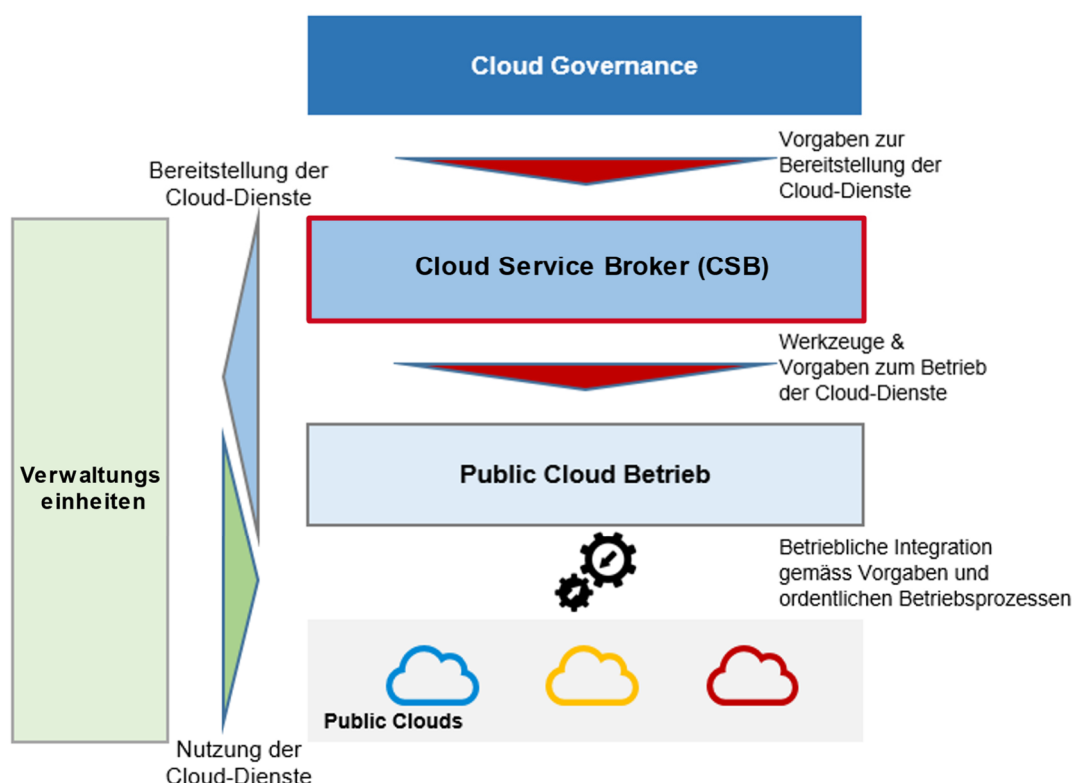 Cloud Governance
Vorgaben zur
Bereitstellung der
Cloud-Dienste
Bereitstellung der
Cloud-Dienste
Cloud Service Broker (CSB)
Werkzeuge &
Vorgaben zum Betrieb
der Cloud-Dienste
Verwaltungs
einheiten
Public Cloud Betrieb
Betriebliche Integration
gemäss Vorgaben und
ordentlichen Betriebsprozessen
Public Clouds
Nutzung der
Cloud-Dienste